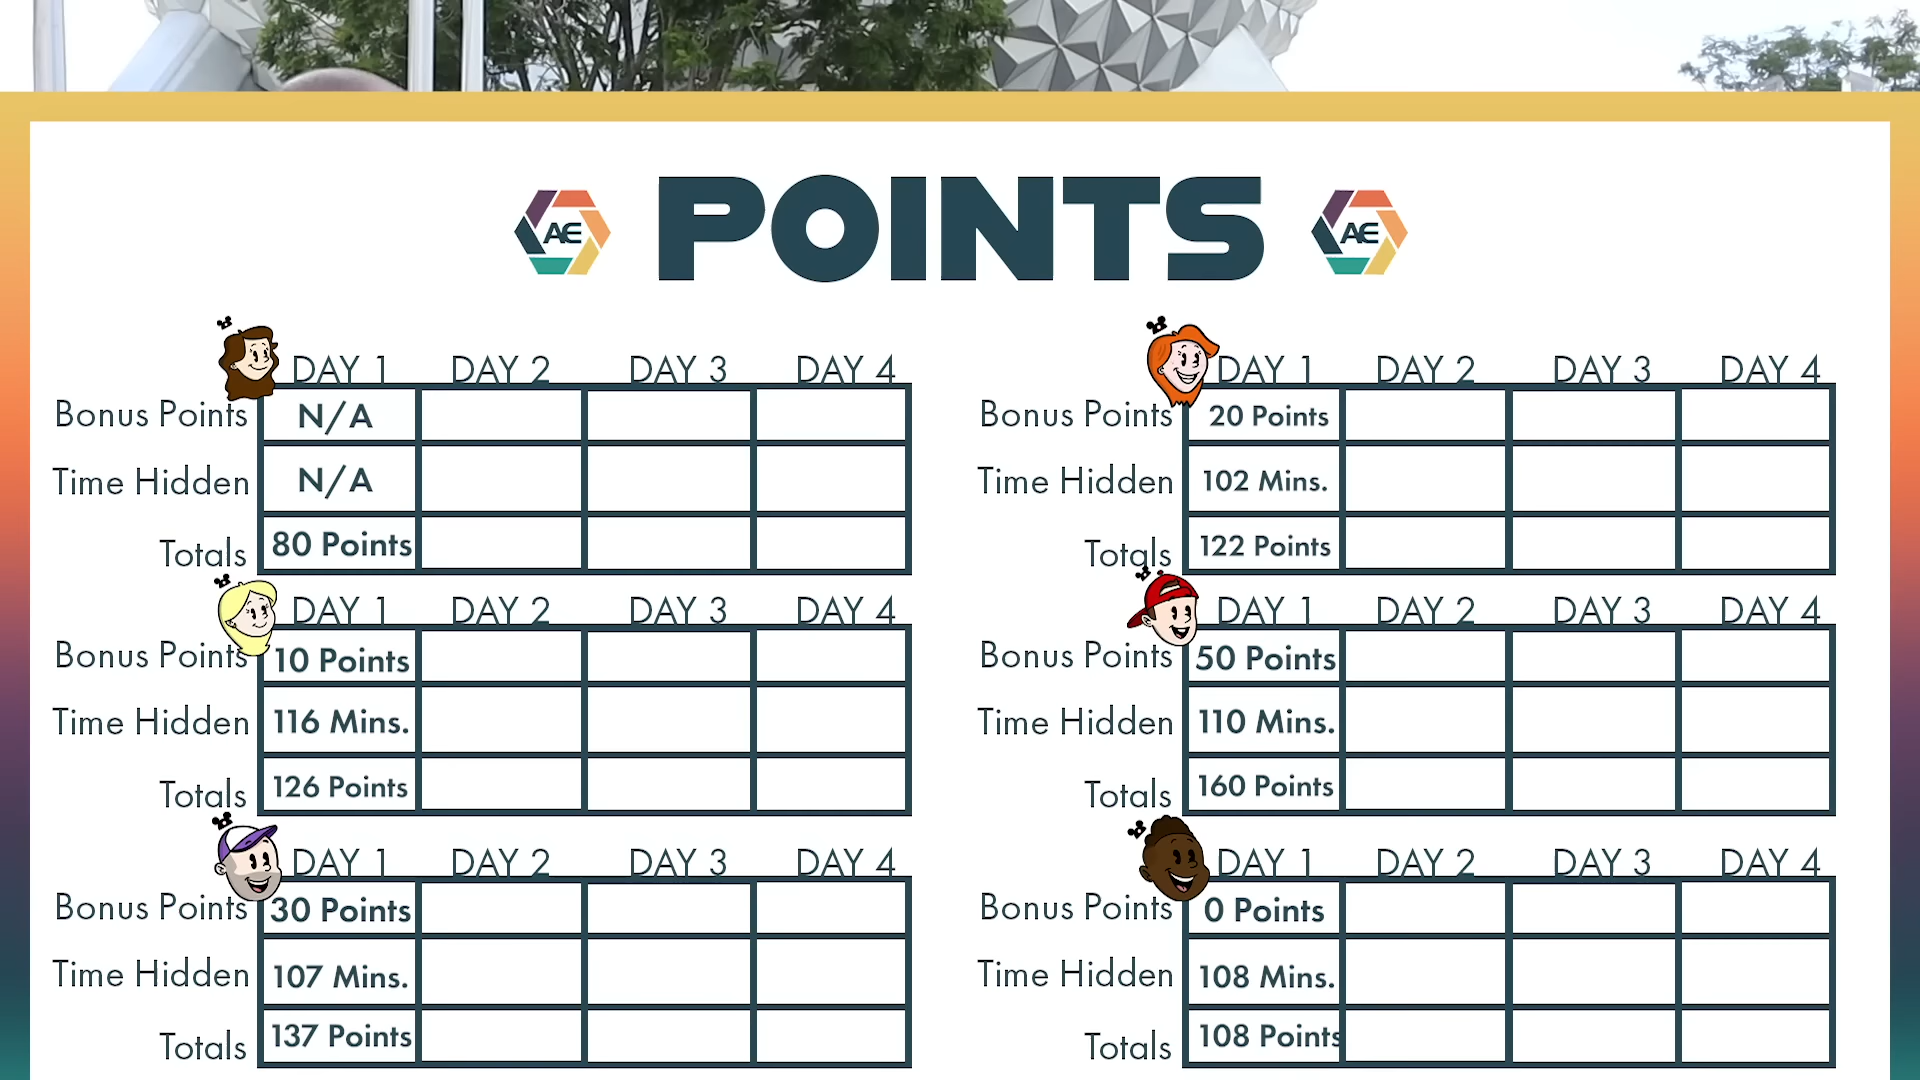 AE POINTS AE
DAY 1 DAY 2 DAY 3 DAY 4
Bonus Points N/A
Time Hidden N/A
Totals 80 Points
DAY 1 DAY 2 DAY 3 DAY 4
Bonus Points 20 Points
Time Hidden 102 Mins.
Totals 122 Points
DAY 1 DAY 2 DAY 3 DAY 4
Bonus Points 10 Points
Time Hidden 116 Mins.
Totals 126 Points
DAY 1 DAY 2 DAY 3 DAY 4
Bonus Points 50 Points
Time Hidden 110 Mins.
Totals 160 Points
DAY 1 DAY 2 DAY 3 DAY 4
Bonus Points 30 Points
Time Hidden 107 Mins.
Totals 137 Points
DAY 1 DAY 2 DAY 3 DAY 4
Bonus Points 0 Points
Time Hidden 108 Mins.
Totals 108 Points